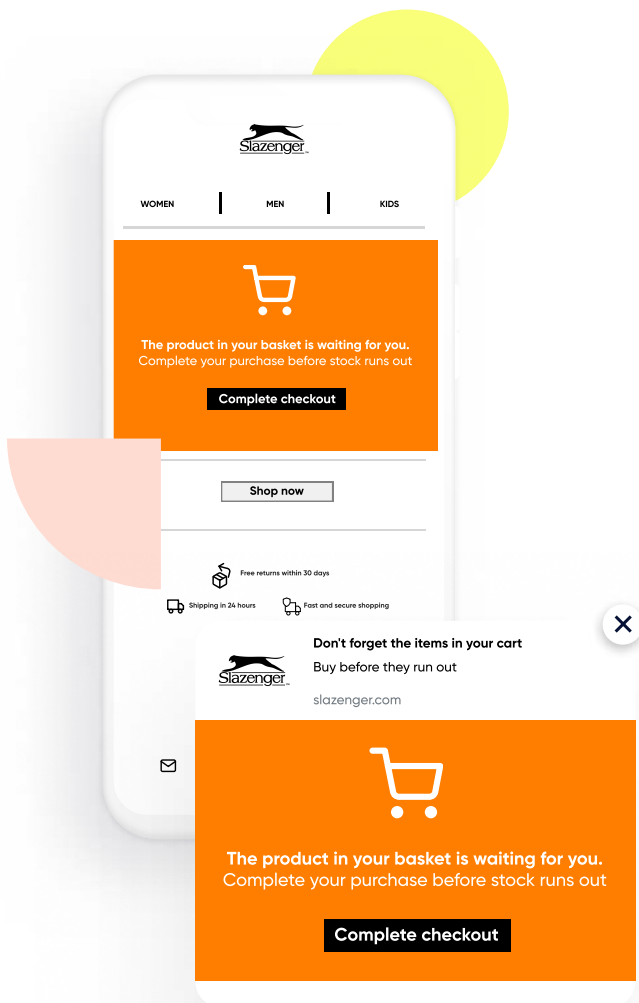 Slazenger
WOMEN
MEN
KIDS
The product in your basket is waiting for you.
Complete your purchase before stock runs out
Complete checkout
Shop now
Free returns within 30 days
Shipping in 24 hours
Fast and secure shopping
Don't forget the items in your cart
Buy before they run out
Slazenger
slazenger.com
The product in your basket is waiting for you.
Complete your purchase before stock runs out
Complete checkout